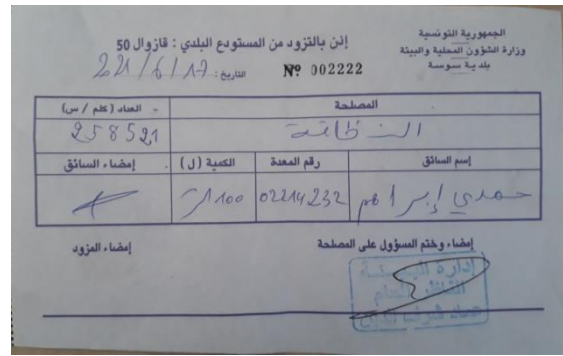 الجمهورية التونسية
وزارة الشؤون المحلية والبيئة
بلدية سوسة
إذن بالتزود من المستودع البلدي : قازوال 50
Nº 002222
التاريخ : 21/6/17
المصلحة
العداد ( كلم / س)
النظافة
258521
إسم السائق
رقم المعدة
الكمية ( ل )
إمضاء السائق
حمدي إبراهم
02214232
100
إمضاء وختم المسؤول على المصلحة
إمضاء المزود
إدارة